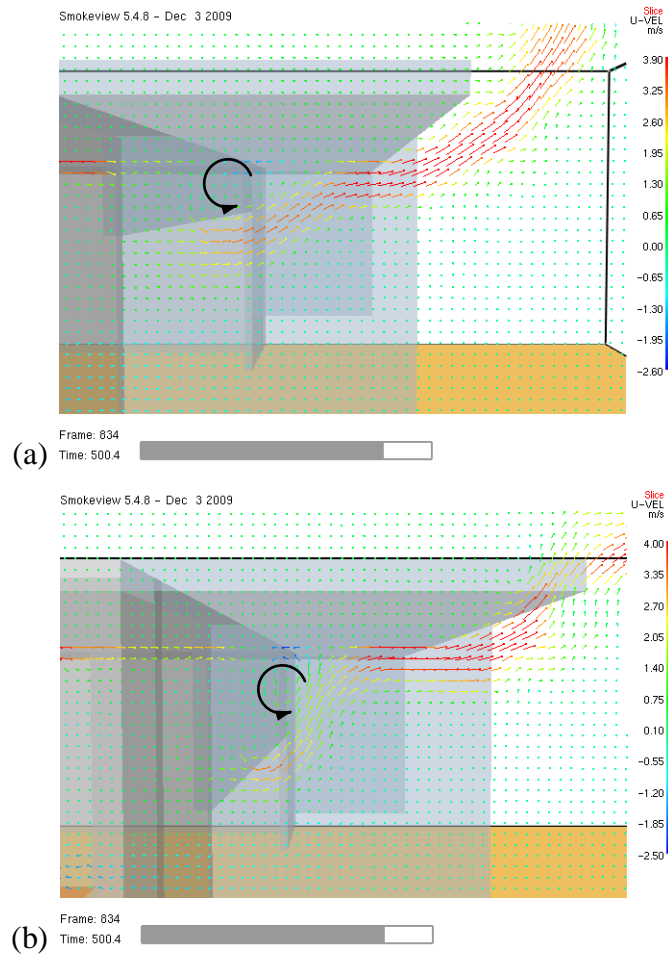 Smokeview 5.4.8 - Dec 3 2009
Slice
U-VEL
m/s
3.90
3.25
2.60
1.95
1.30
0.65
0.00
-0.65
-1.30
-1.95
-2.60
(a)
Frame: 834
Time: 500.4
Smokeview 5.4.8 - Dec 3 2009
Slice
U-VEL
m/s
4.00
3.35
2.70
2.05
1.40
0.75
0.10
-0.55
-1.20
-1.85
-2.50
(b)
Frame: 834
Time: 500.4